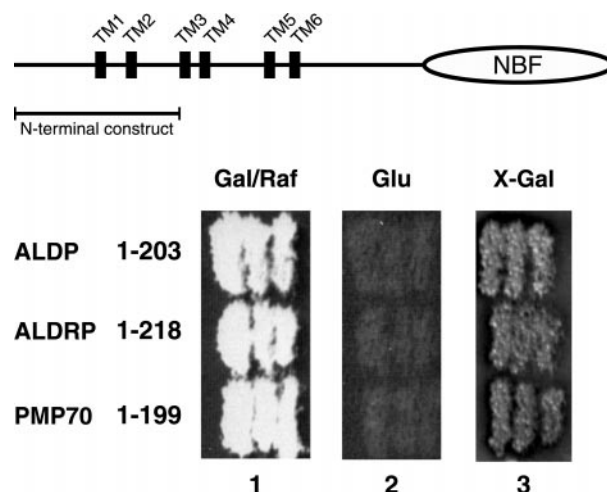 TM1 TM2 TM3 TM4 TM5 TM6
NBF
N-terminal construct
Gal/Raf Glu X-Gal
ALDP 1-203
ALDRP 1-218
PMP70 1-199
1 2 3